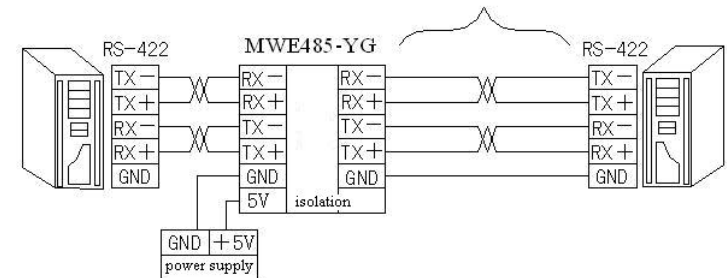 RS-422 MWE485-YG RS-422
TX− RX− RX− TX−
TX+ RX+ RX+ TX+
RX− TX− TX− RX−
RX+ TX+ TX+ RX+
GND GND GND GND
5V isolation
GND +5V
power supply